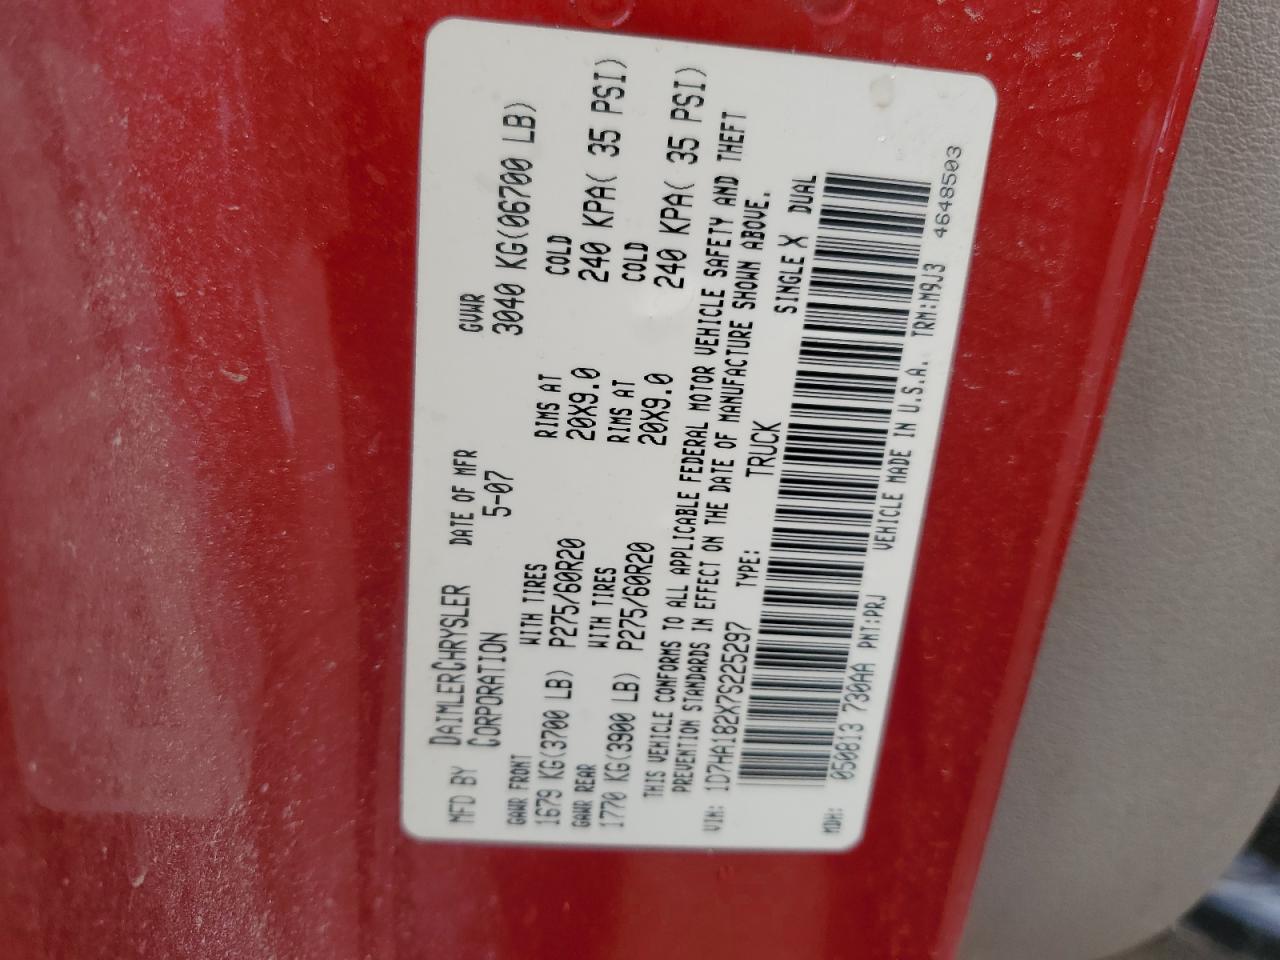 MFD BY DAIMLERCHRYSLER CORPORATION DATE OF MFR 5-07 GVWR 3040 KG(06700 LB)
GAWR FRONT WITH TIRES RIMS AT COLD
1679 KG(3700 LB) P275/60R20 20X9.0 240 KPA( 35 PSI)
GAWR REAR WITH TIRES RIMS AT COLD
1770 KG(3900 LB) P275/60R20 20X9.0 240 KPA( 35 PSI)
THIS VEHICLE CONFORMS TO ALL APPLICABLE FEDERAL MOTOR VEHICLE SAFETY AND THEFT
PREVENTION STANDARDS IN EFFECT ON THE DATE OF MANUFACTURE SHOWN ABOVE.
VIN: 1D7HA182X7S225297 TYPE: TRUCK SINGLE X DUAL
MDH: 050813 730AA PNT:PRJ VEHICLE MADE IN U.S.A. TRM:M9J3 4648503